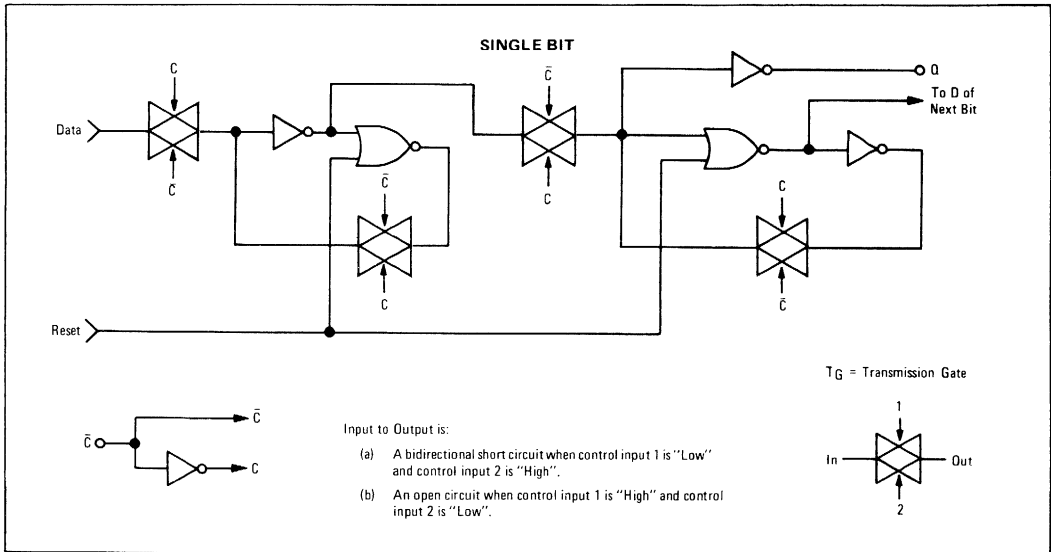 SINGLE BIT
C
C̄
Q
To D of
Next Bit
Data
C̄
C
C̄
C
C
C̄
Reset
TG = Transmission Gate
C̄
C̄
C
Input to Output is:
(a) A bidirectional short circuit when control input 1 is "Low"
and control input 2 is "High".
(b) An open circuit when control input 1 is "High" and control
input 2 is "Low".
1
In
Out
2